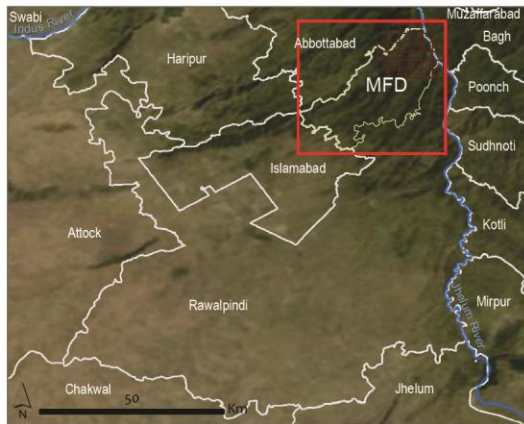 Swabi
Indus River
Haripur
Abbottabad
Muzaffarabad
Bagh
MFD
Poonch
Sudhnoti
Islamabad
Attock
Kotli
Rawalpindi
Jhelum River
Mirpur
Chakwal
Jhelum
50
Km
N